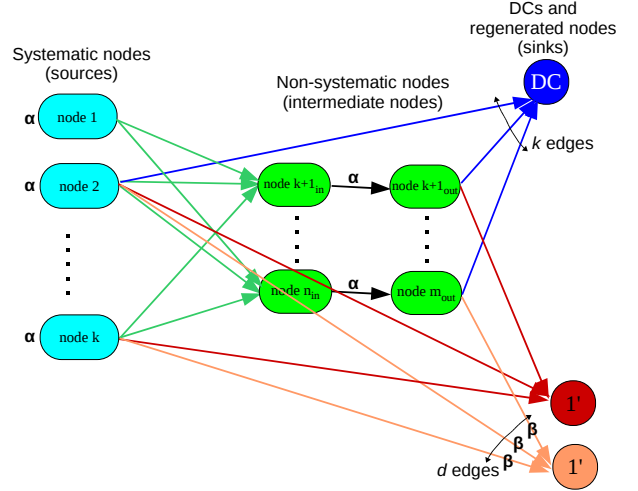 DCs and
regenerated nodes
(sinks)
Systematic nodes
(sources)
Non-systematic nodes
(intermediate nodes)
DC
α node 1
k edges
α node 2
node k+1in
α
node k+1out
node nin
α
node mout
α node k
1'
β
β
β
d edges
1'